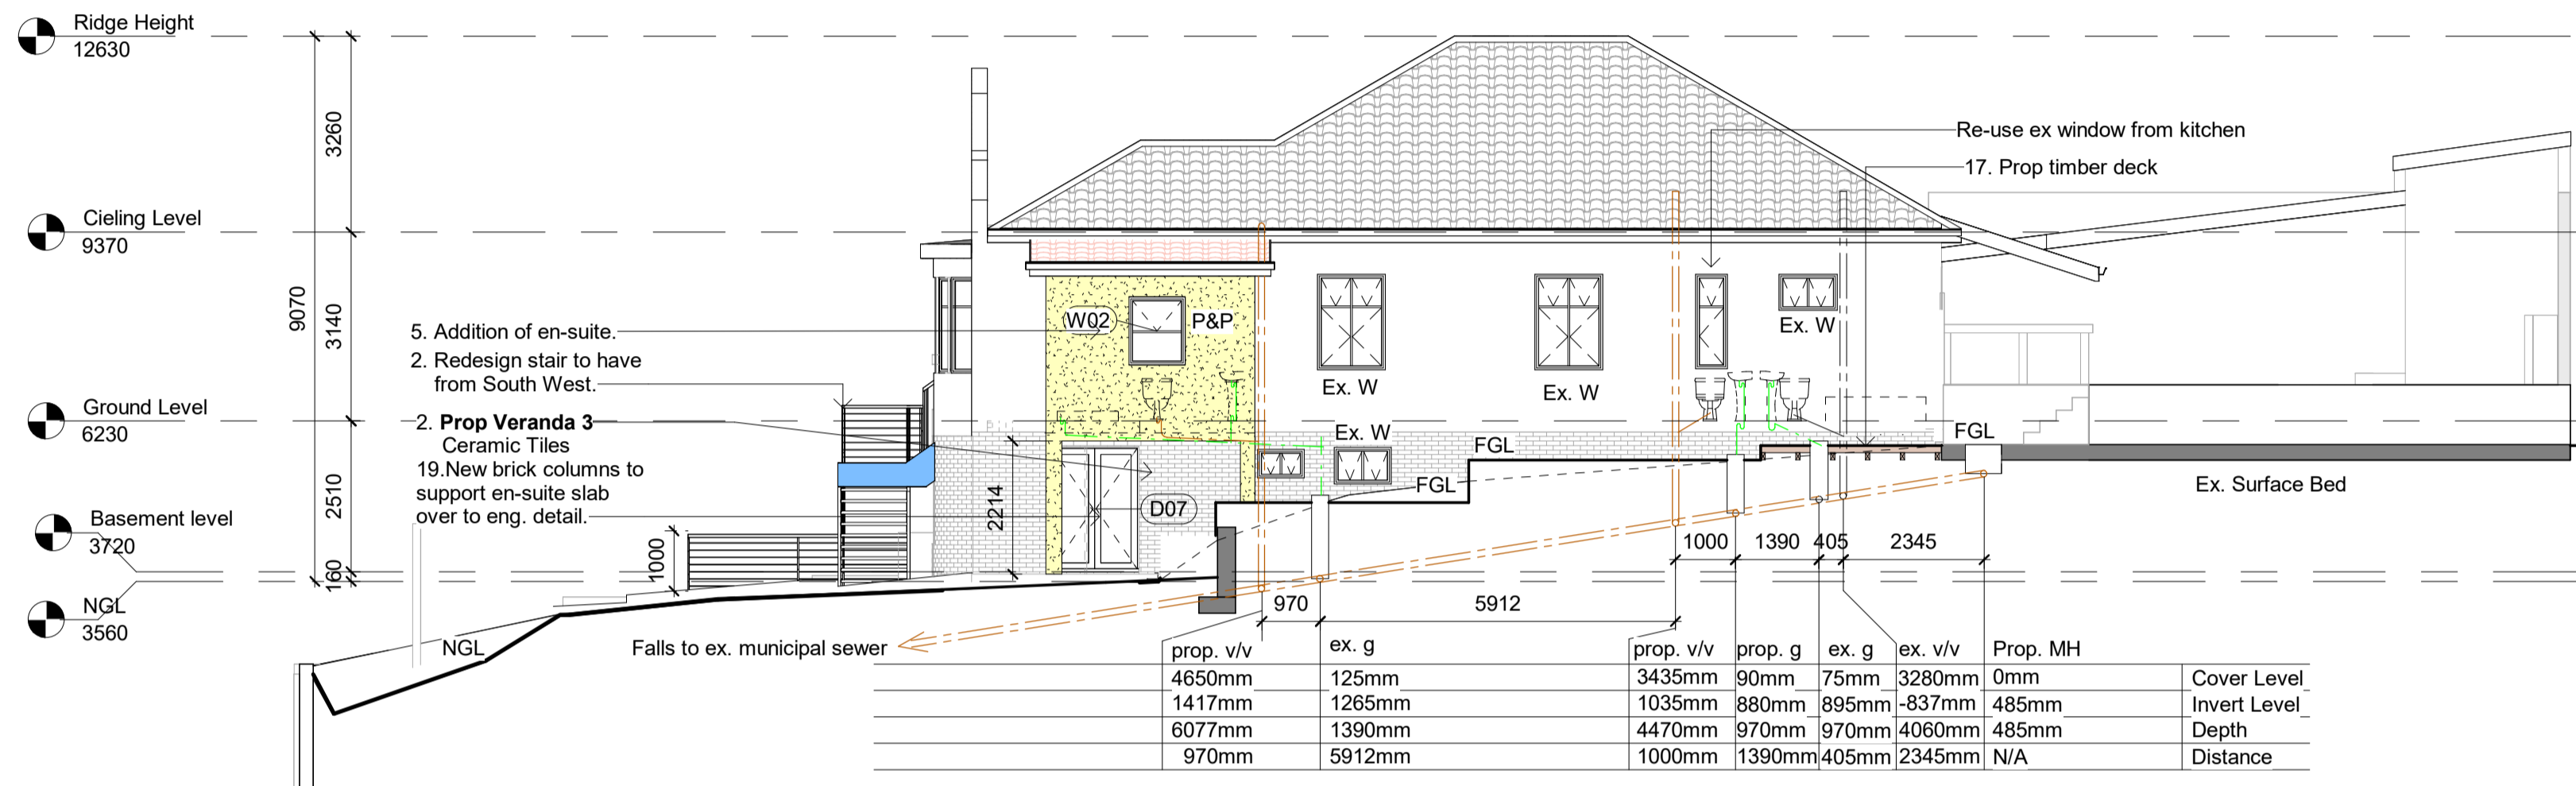 Ridge Height
12630
3260
Re-use ex window from kitchen
17. Prop timber deck
Cieling Level
9370
9070
3140
5. Addition of en-suite.
W02
P&P
Ex. W
2. Redesign stair to have
from South West.
Ex. W
Ex. W
Ground Level
6230
2. Prop Veranda 3
Ceramic Tiles
19.New brick columns to
support en-suite slab
over to eng. detail.
Ex. W
FGL
FGL
FGL
Ex. Surface Bed
2510
2214
D07
Basement level
3720
1000
160
1000
1390
405
2345
NGL
3560
970
5912
NGL
Falls to ex. municipal sewer
prop. v/v ex. g prop. v/v prop. g ex. g ex. v/v Prop. MH
4650mm 125mm 3435mm 90mm 75mm 3280mm 0mm Cover Level
1417mm 1265mm 1035mm 880mm 895mm -837mm 485mm Invert Level
6077mm 1390mm 4470mm 970mm 970mm 4060mm 485mm Depth
970mm 5912mm 1000mm 1390mm 405mm 2345mm N/A Distance